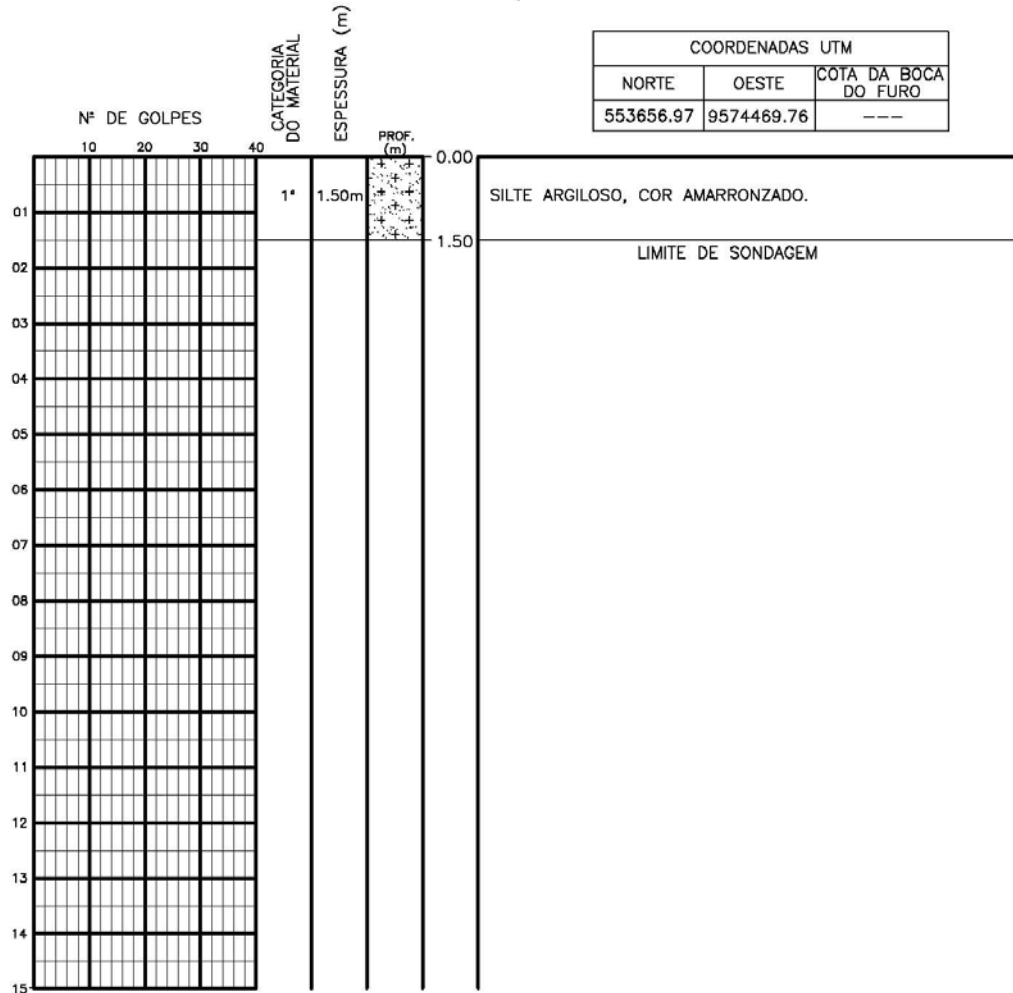 COORDENADAS UTM
NORTE OESTE COTA DA BOCA DO FURO
553656.97 9574469.76 ---
Nº DE GOLPES
CATEGORIA DO MATERIAL
ESPESSURA (m)
PROF. (m)
10 20 30 40
0.00
1ª 1.50m SILTE ARGILOSO, COR AMARRONZADO.
01
1.50
LIMITE DE SONDAGEM
02
03
04
05
06
07
08
09
10
11
12
13
14
15